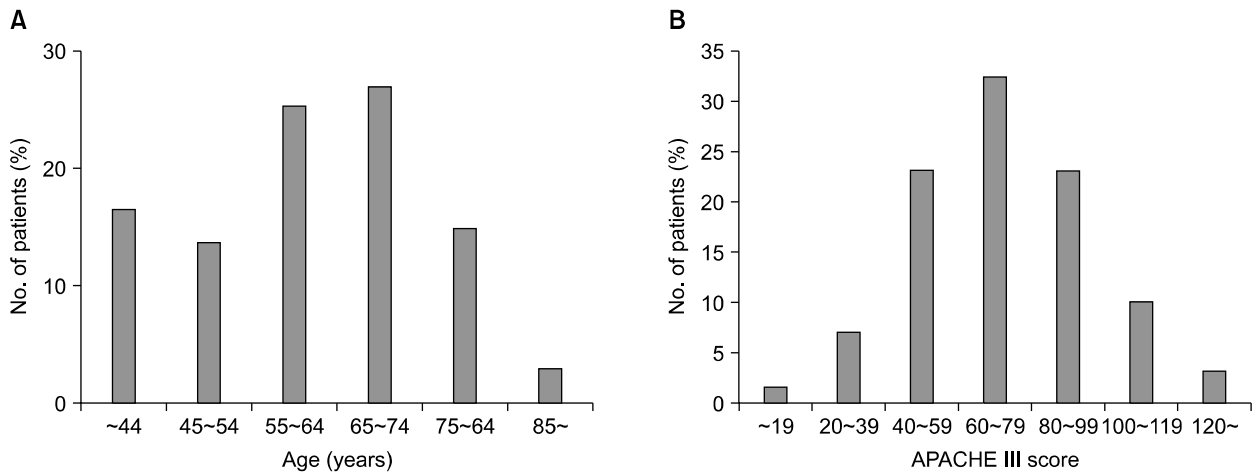 A
30
20
10
0
No. of patients (%)
~44 45~54 55~64 65~74 75~64 85~
Age (years)
B
35
30
25
20
15
10
5
0
No. of patients (%)
~19 20~39 40~59 60~79 80~99 100~119 120~
APACHE III score